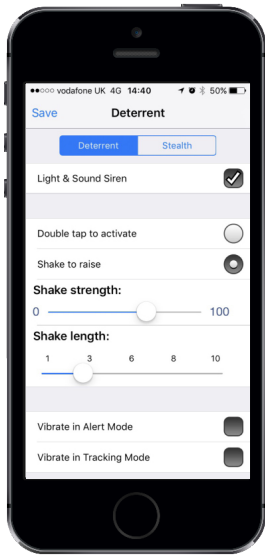 vodafone UK 4G 14:40 50%
Save Deterrent
Deterrent Stealth
Light & Sound Siren
Double tap to activate
Shake to raise
Shake strength:
0 100
Shake length:
1 3 6 8 10
Vibrate in Alert Mode
Vibrate in Tracking Mode